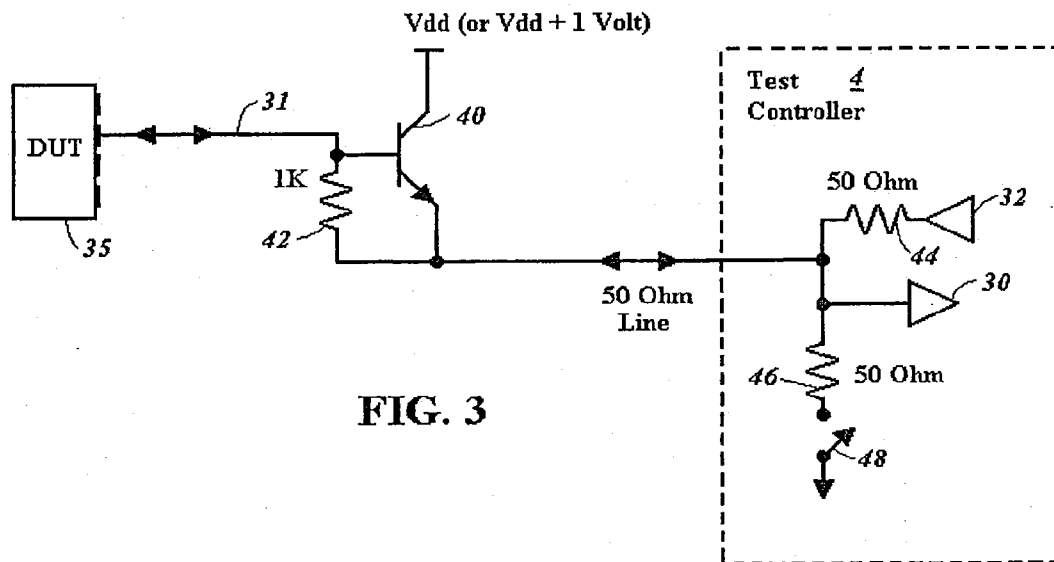 Vdd (or Vdd + 1 Volt)
Test 4
Controller
31
40
DUT
1K
50 Ohm
32
42
44
35
50 Ohm
Line
30
46
50 Ohm
FIG. 3
48